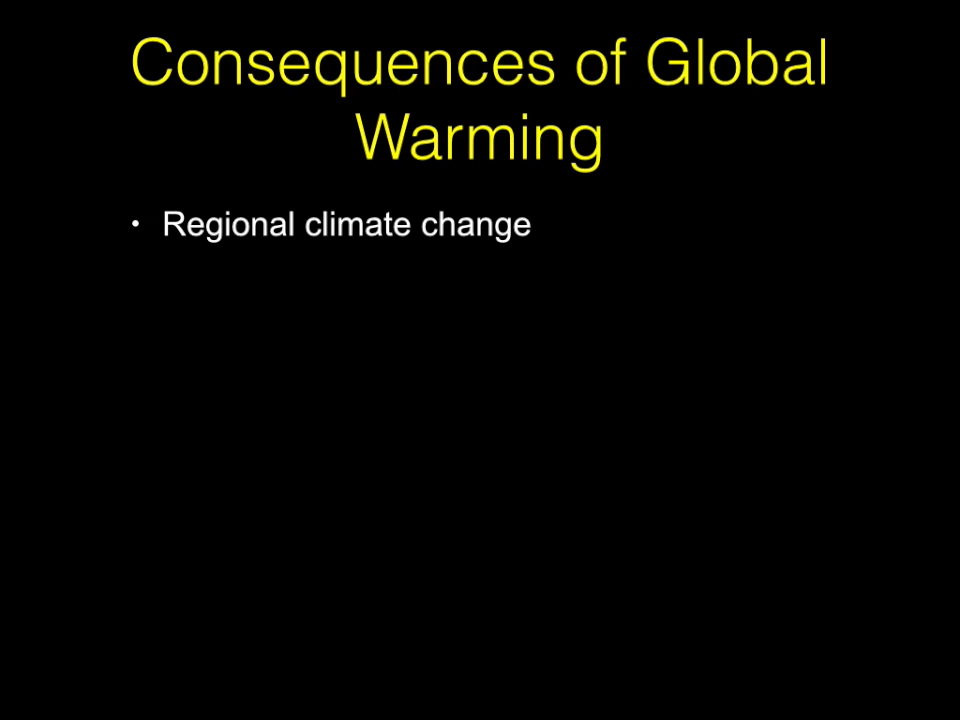 Consequences of Global
Warming
• Regional climate change